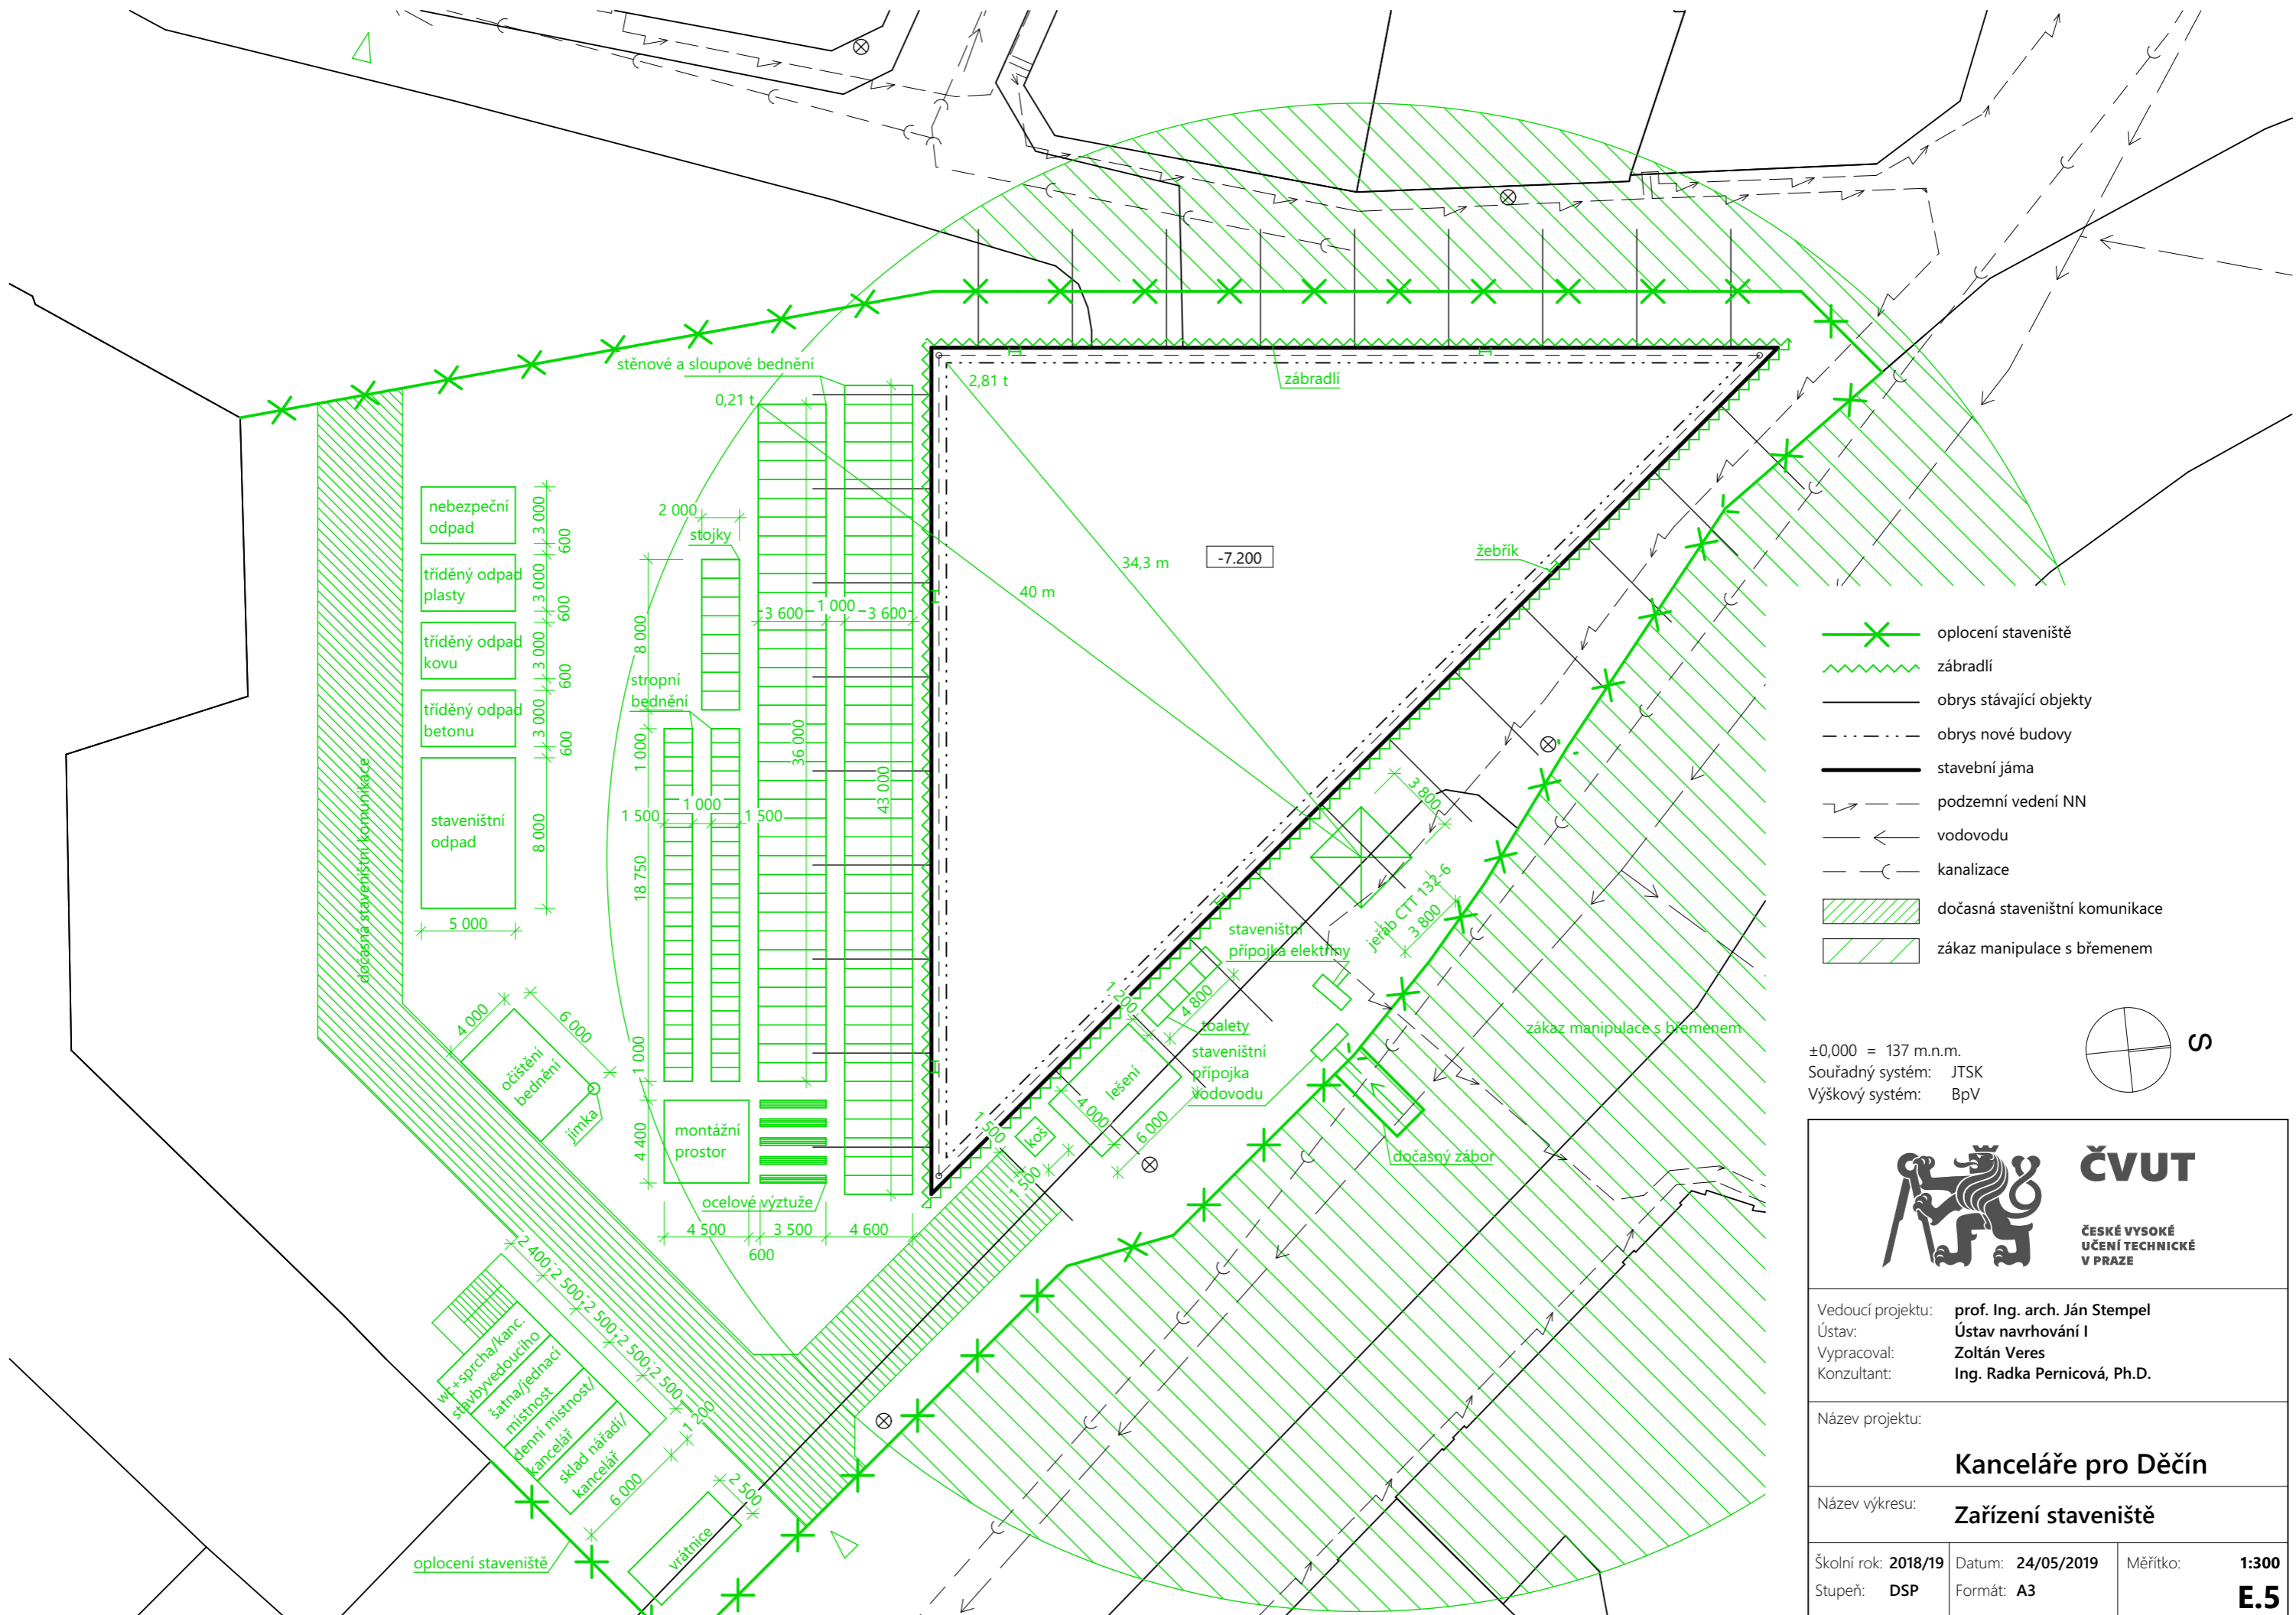 stěnové a sloupové bednění
0,21 t
2,81 t
zábradlí
nebezpeční
odpad
3 000
600
tříděný odpad
plasty
3 000
600
tříděný odpad
kovu
3 000
600
tříděný odpad
betonu
3 000
600
staveništní
odpad
8 000
5 000
dočasná staveništní komunikace
2 000
stojky
8 000
stropní
bednění
1 000
1 500
1 000
1 500
18 750
1 000
3 600
1 000
3 600
36 000
43 000
34,3 m
40 m
-7.200
žebřík
3 800
jeřáb CTT 132-6
3 800
staveništní
přípojka elektřiny
1 200
4 800
toalety
staveništní
přípojka
vodovodu
lešení
4 000
6 000
1 500
koš
1 500
dočasný zábor
zákaz manipulace s břemenem
4 000
6 000
očištění
bednění
jímka
4 400
montážní
prostor
ocelové výztuže
4 500
3 500
4 600
600
2 400
2 500
2 500
2 500
2 500
1 200
wc+sprcha/kanc.
stavbyvedoucího
šatna/jednací
místnost
denní místnost/
kancelář
sklad nářadí/
kancelář
6 000
2 500
vrátnice
oplocení staveniště
oplocení staveniště
zábradlí
obrys stávající objekty
obrys nové budovy
stavební jáma
podzemní vedení NN
vodovodu
kanalizace
dočasná staveništní komunikace
zákaz manipulace s břemenem
S
±0,000 = 137 m.n.m.
Souřadný systém: JTSK
Výškový systém: BpV
ČVUT
ČESKÉ VYSOKÉ
UČENÍ TECHNICKÉ
V PRAZE
Vedoucí projektu: prof. Ing. arch. Ján Stempel
Ústav: Ústav navrhování I
Vypracoval: Zoltán Veres
Konzultant: Ing. Radka Pernicová, Ph.D.
Název projektu:
Kanceláře pro Děčín
Název výkresu: Zařízení staveniště
Školní rok: 2018/19 Datum: 24/05/2019 Měřítko: 1:300
Stupeň: DSP Formát: A3 E.5